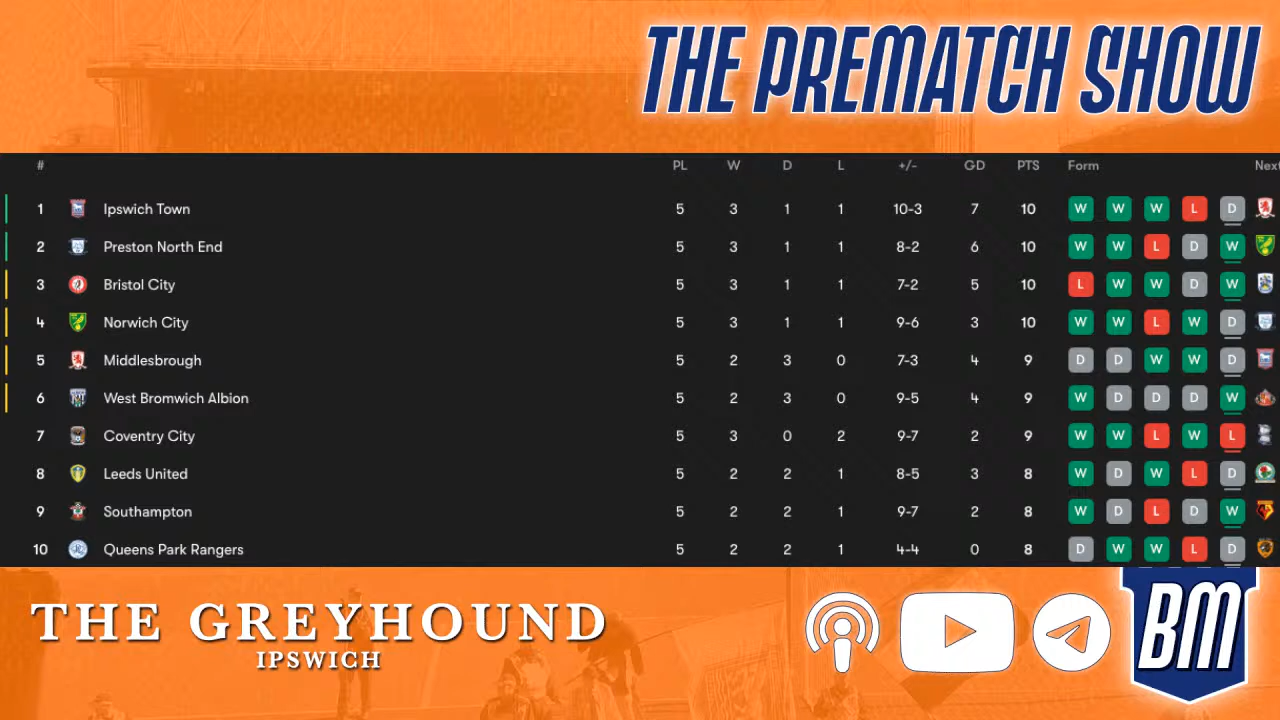 THE PREMATCH SHOW
# PL W D L +/- GD PTS Form Next
1 Ipswich Town 5 3 1 1 10-3 7 10 W W W L D
2 Preston North End 5 3 1 1 8-2 6 10 W W L D W
3 Bristol City 5 3 1 1 7-2 5 10 L W W D W
4 Norwich City 5 3 1 1 9-6 3 10 W W L W D
5 Middlesbrough 5 2 3 0 7-3 4 9 D D W W D
6 West Bromwich Albion 5 2 3 0 9-5 4 9 W D D D W
7 Coventry City 5 3 0 2 9-7 2 9 W W L W L
8 Leeds United 5 2 2 1 8-5 3 8 W D W L D
9 Southampton 5 2 2 1 9-7 2 8 W D L D W
10 Queens Park Rangers 5 2 2 1 4-4 0 8 D W W L D
THE GREYHOUND
IPSWICH
BM